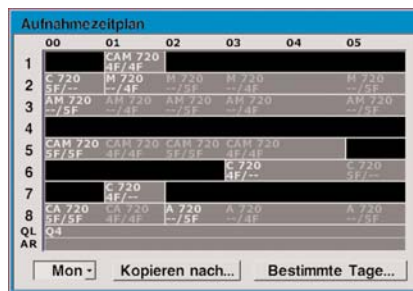 Aufnahmezeitplan
00 01 02 03 04 05
1 CAM 720
4F/4F
2 C 720 M 720 M 720 M 720 M 720
5F/-- --/4F --/5F --/4F --/5F
3 AM 720 AM 720 AM 720 AM 720 AM 720
--/5F --/4F --/5F --/4F --/5F
4
5 CAM 720 CAM 720 CAM 720 CAM 720
5F/5F 4F/4F 5F/5F 4F/4F
6 C 720 C 720
4F/-- 5F/--
7 C 720
4F/--
8 CA 720 CA 720 A 720 A 720 A 720
5F/5F 4F/4F --/5F --/4F --/5F
QL Q4
AR
Mon Kopieren nach... Bestimmte Tage...